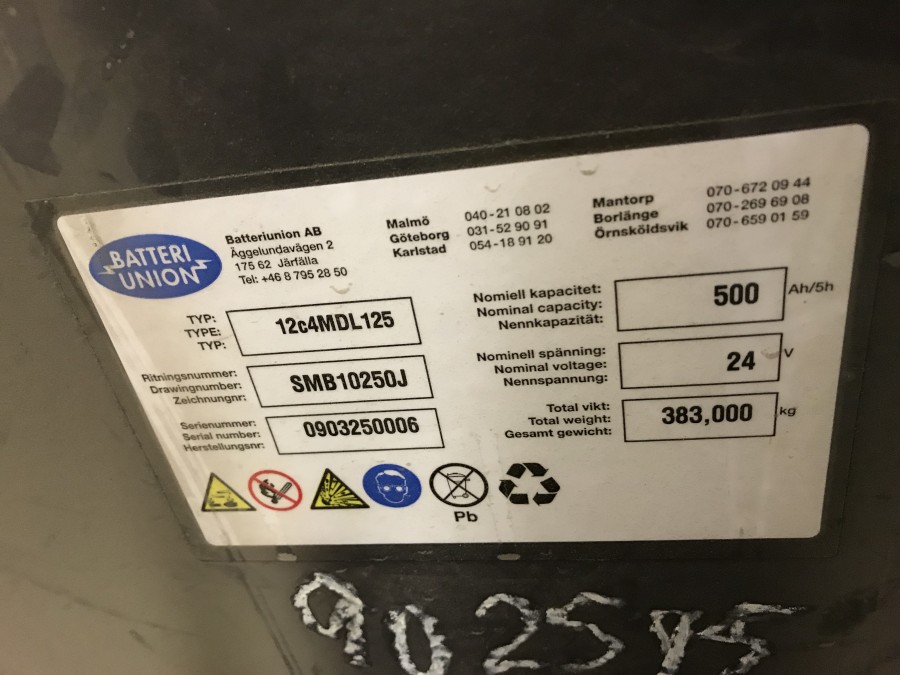 BATTERI
UNION
Batteriunion AB
Äggelundavägen 2
175 62 Järfälla
Tel: +46 8 795 28 50
Malmö 040-21 08 02
Göteborg 031-52 90 91
Karlstad 054-18 91 20
Mantorp 070-672 09 44
Borlänge 070-269 69 08
Örnsköldsvik 070-659 01 59
TYP:
TYPE:
TYP:
12c4MDL125
Ritningsnummer:
Drawingnumber:
Zeichnungnr:
SMB10250J
Serienummer:
Serial number:
Herstellungsnr:
0903250006
Nomiell kapacitet:
Nominal capacity:
Nennkapazität:
500 Ah/5h
Nominell spänning:
Nominal voltage:
Nennspannung:
24 V
Total vikt:
Total weight:
Gesamt gewicht:
383,000 kg
Pb